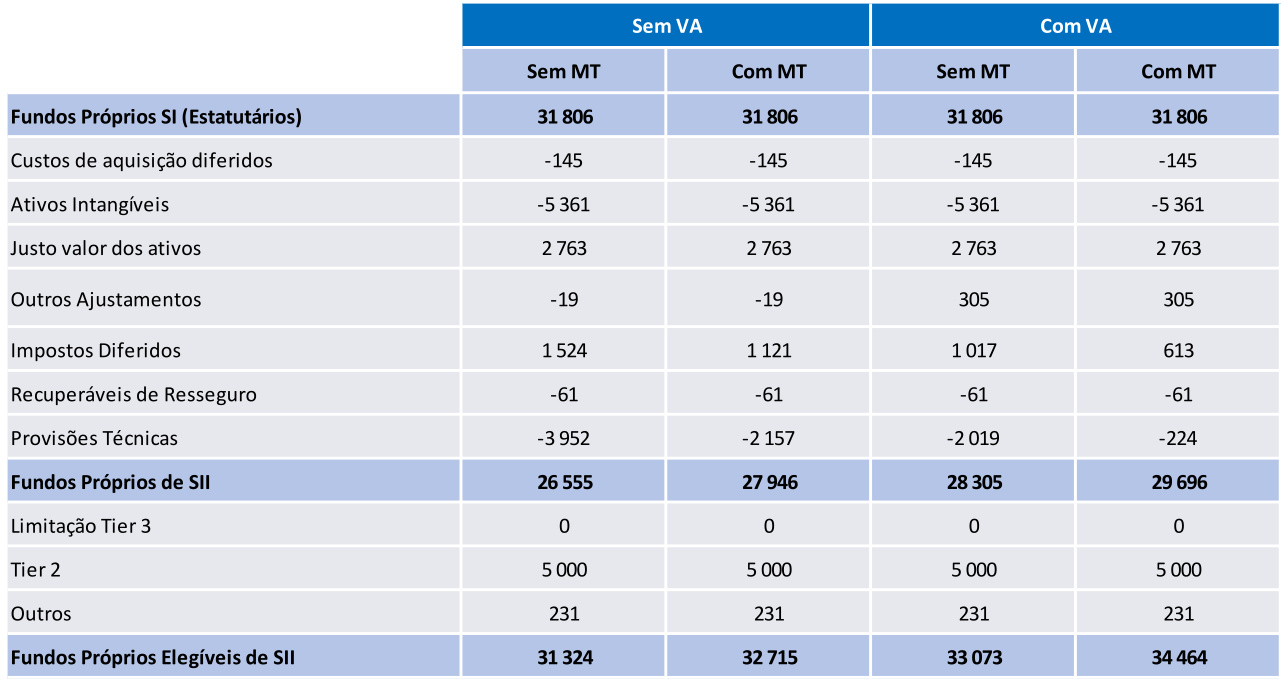 Sem VA Com VA
Sem MT Com MT Sem MT Com MT
Fundos Próprios SI (Estatutários) 31 806 31 806 31 806 31 806
Custos de aquisição diferidos -145 -145 -145 -145
Ativos Intangíveis -5 361 -5 361 -5 361 -5 361
Justo valor dos ativos 2 763 2 763 2 763 2 763
Outros Ajustamentos -19 -19 305 305
Impostos Diferidos 1 524 1 121 1 017 613
Recuperáveis de Resseguro -61 -61 -61 -61
Provisões Técnicas -3 952 -2 157 -2 019 -224
Fundos Próprios de SII 26 555 27 946 28 305 29 696
Limitação Tier 3 0 0 0 0
Tier 2 5 000 5 000 5 000 5 000
Outros 231 231 231 231
Fundos Próprios Elegíveis de SII 31 324 32 715 33 073 34 464